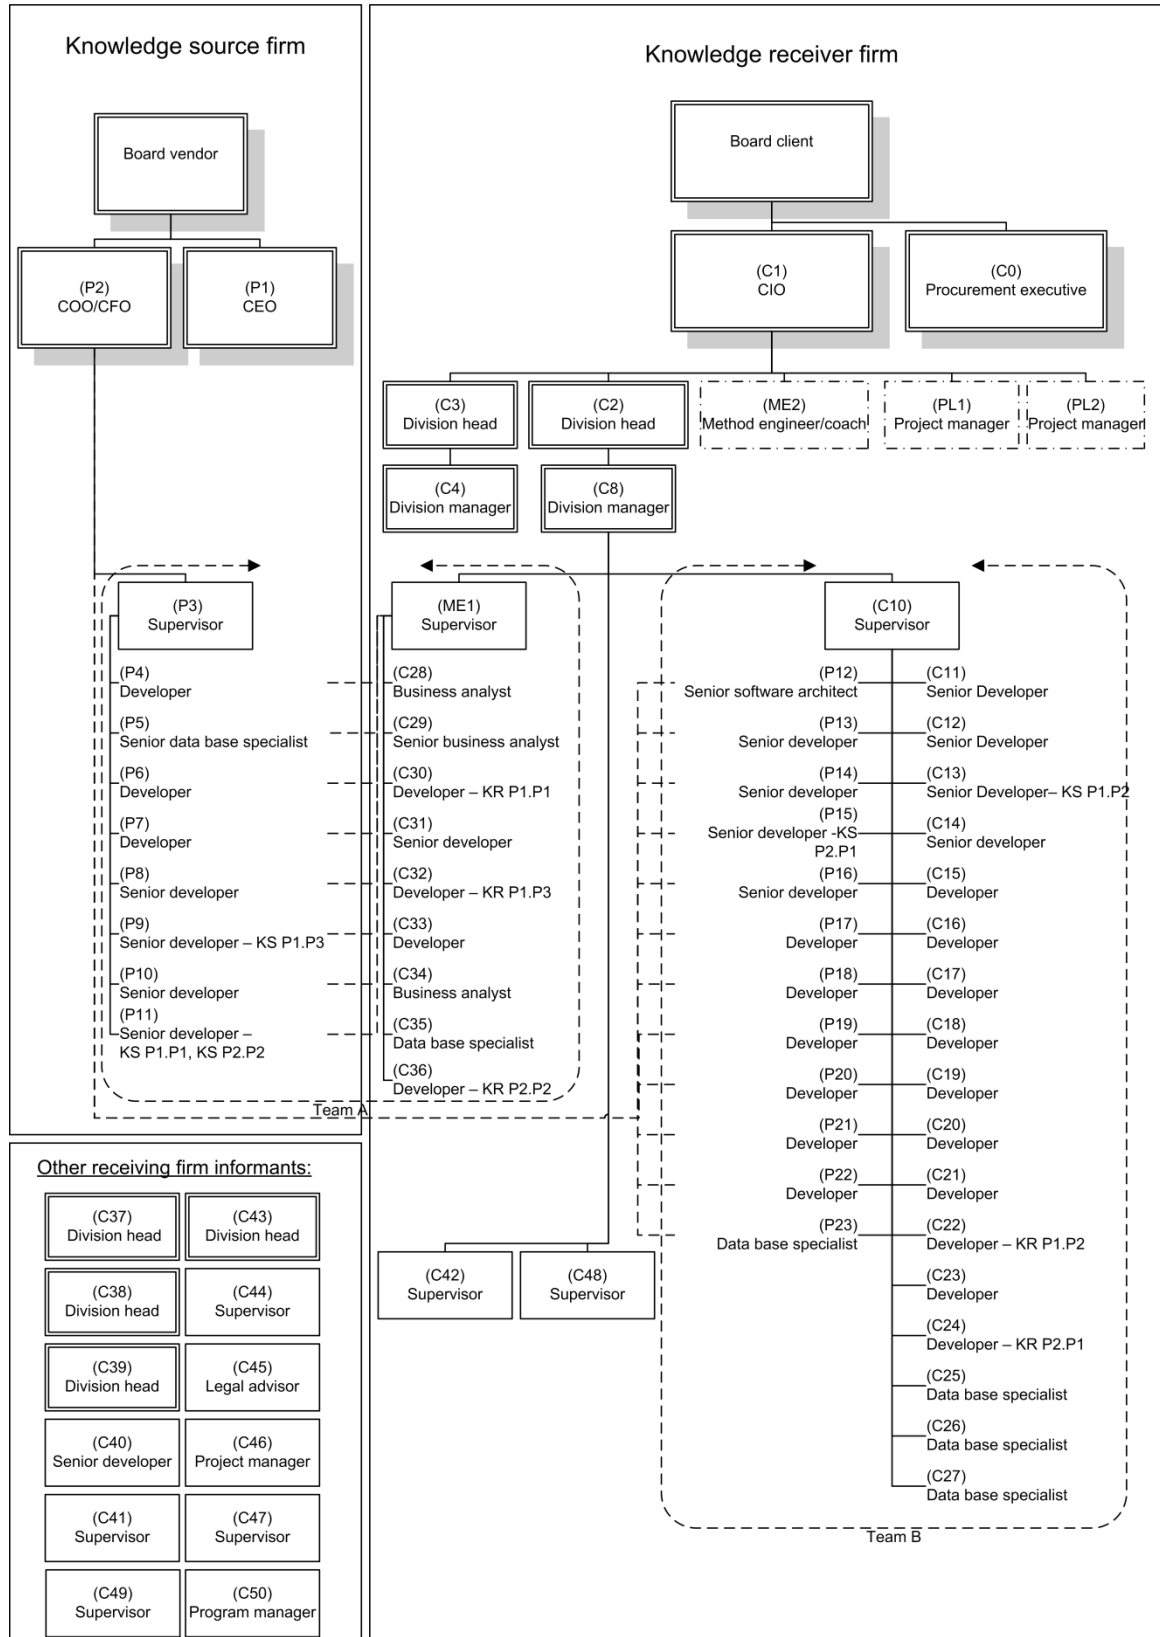 Knowledge source firm
Board vendor
(P2)
COO/CFO
(P1)
CEO
Knowledge receiver firm
Board client
(C1)
CIO
(C0)
Procurement executive
(C3)
Division head
(C2)
Division head
(ME2)
Method engineer/coach
(PL1)
Project manager
(PL2)
Project manager
(C4)
Division manager
(C8)
Division manager
(P3)
Supervisor
(P4)
Developer
(P5)
Senior data base specialist
(P6)
Developer
(P7)
Developer
(P8)
Senior developer
(P9)
Senior developer – KS P1.P3
(P10)
Senior developer
(P11)
Senior developer –
KS P1.P1, KS P2.P2
(ME1)
Supervisor
(C28)
Business analyst
(C29)
Senior business analyst
(C30)
Developer – KR P1.P1
(C31)
Senior developer
(C32)
Developer – KR P1.P3
(C33)
Developer
(C34)
Business analyst
(C35)
Data base specialist
(C36)
Developer – KR P2.P2
Team A
(C10)
Supervisor
(P12)
Senior software architect
(P13)
Senior developer
(P14)
Senior developer
(P15)
Senior developer -KS
P2.P1
(P16)
Senior developer
(P17)
Developer
(P18)
Developer
(P19)
Developer
(P20)
Developer
(P21)
Developer
(P22)
Developer
(P23)
Data base specialist
(C11)
Senior Developer
(C12)
Senior Developer
(C13)
Senior Developer– KS P1.P2
(C14)
Senior developer
(C15)
Developer
(C16)
Developer
(C17)
Developer
(C18)
Developer
(C19)
Developer
(C20)
Developer
(C21)
Developer
(C22)
Developer – KR P1.P2
(C23)
Developer
(C24)
Developer – KR P2.P1
(C25)
Data base specialist
(C26)
Data base specialist
(C27)
Data base specialist
Team B
(C42)
Supervisor
(C48)
Supervisor
Other receiving firm informants:
(C37)
Division head
(C43)
Division head
(C38)
Division head
(C44)
Supervisor
(C39)
Division head
(C45)
Legal advisor
(C40)
Senior developer
(C46)
Project manager
(C41)
Supervisor
(C47)
Supervisor
(C49)
Supervisor
(C50)
Program manager